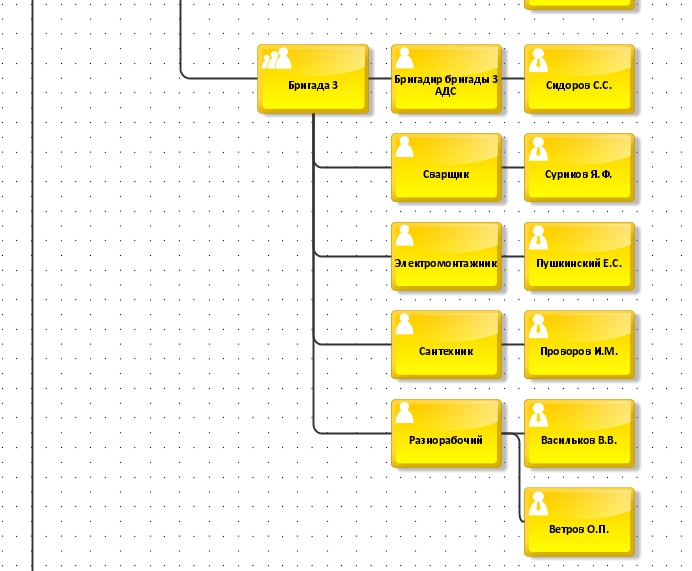 Бригада 3
Бригадир бригады 3
АДС
Сидоров С.С.
Сварщик
Суриков Я.Ф.
Электромонтажник
Пушкинский Е.С.
Сантехник
Проворов И.М.
Разнорабочий
Васильков В.В.
Ветров О.П.